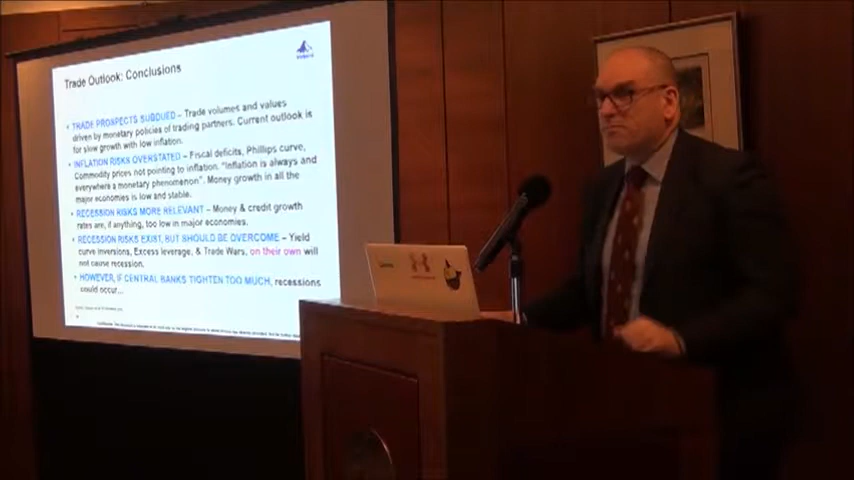 Trade Outlook: Conclusions
• TRADE PROSPECTS SUBDUED – Trade volumes and values
driven by monetary policies of trading partners. Current outlook is
for slow growth with low inflation.
• INFLATION RISKS OVERSTATED – Fiscal deficits, Phillips curve,
Commodity prices not pointing to inflation. "Inflation is always and
everywhere a monetary phenomenon". Money growth in all the
major economies is low and stable.
• RECESSION RISKS MORE RELEVANT – Money & credit growth
rates are, if anything, too low in major economies.
• RECESSION RISKS EXIST, BUT SHOULD BE OVERCOME – Yield
curve inversions, Excess leverage, & Trade Wars, on their own will
not cause recession.
• HOWEVER, IF CENTRAL BANKS TIGHTEN TOO MUCH, recessions
could occur...